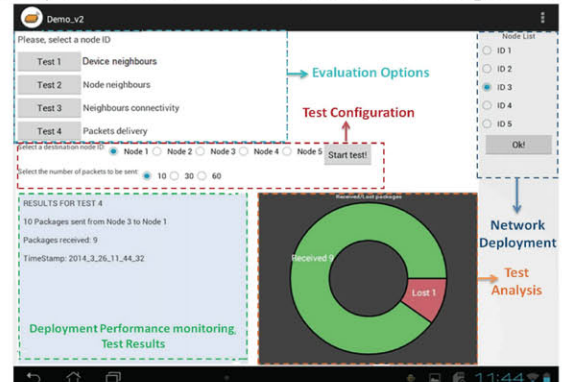 Demo_v2
Please, select a node ID
Test 1 Device neighbours
Test 2 Node neighbours
Test 3 Neighbours connectivity
Test 4 Packets delivery
Evaluation Options
Node List
ID 1
ID 2
ID 3
ID 4
ID 5
Ok!
Test Configuration
Select a destination node ID Node 1 Node 2 Node 3 Node 4 Node 5 Start test!
Select the number of packets to be sent 10 30 60
RESULTS FOR TEST 4
10 Packages sent from Node 3 to Node 1
Packages received: 9
TimeStamp: 2014_3_26_11_44_32
Deployment Performance monitoring,
Test Results
Received/Lost packages
Received 9
Lost 1
Network
Deployment
Test
Analysis
11:44